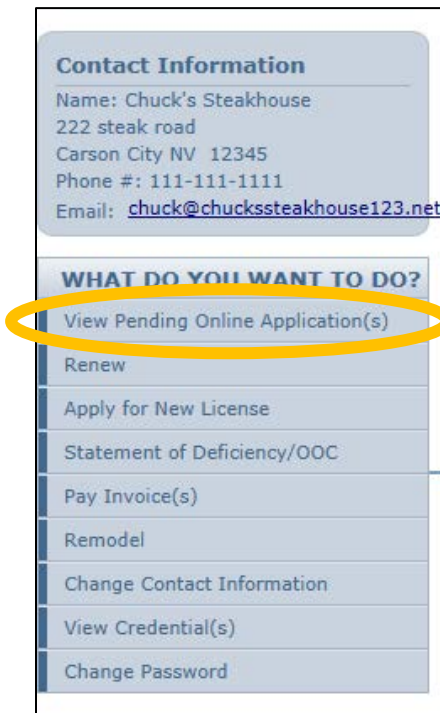 Contact Information
Name: Chuck's Steakhouse
222 steak road
Carson City NV 12345
Phone #: 111-111-1111
Email: chuck@chuckssteakhouse123.net
WHAT DO YOU WANT TO DO?
View Pending Online Application(s)
Renew
Apply for New License
Statement of Deficiency/OOC
Pay Invoice(s)
Remodel
Change Contact Information
View Credential(s)
Change Password